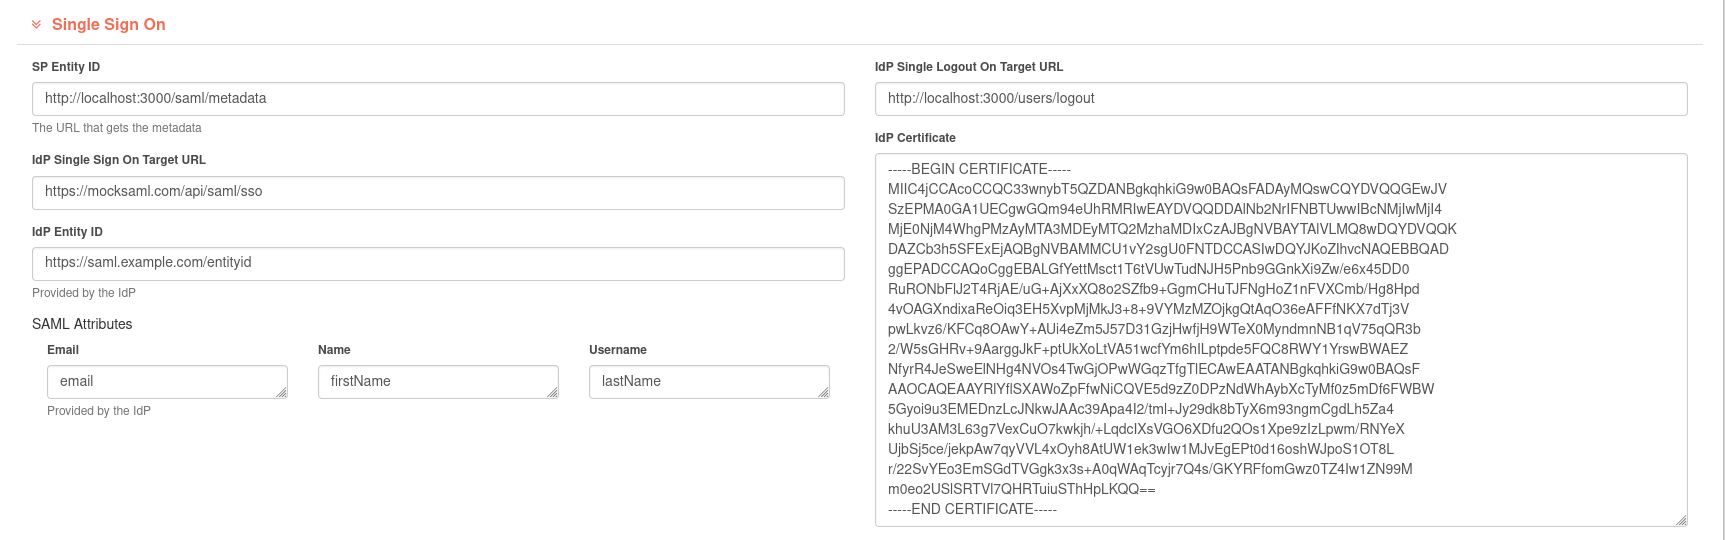 Single Sign On
SP Entity ID
http://localhost:3000/saml/metadata
The URL that gets the metadata
IdP Single Sign On Target URL
https://mocksaml.com/api/saml/sso
IdP Entity ID
https://saml.example.com/entityid
Provided by the IdP
SAML Attributes
Email
Name
Username
email
firstName
lastName
Provided by the IdP
IdP Single Logout On Target URL
http://localhost:3000/users/logout
IdP Certificate
-----BEGIN CERTIFICATE-----
MIIC4jCCAcoCCQC33wnybT5QZDANBgkqhkiG9w0BAQsFADAyMQswCQYDVQQGEwJV
SzEPMA0GA1UECgwGQm94eUhRMRIwEAYDVQQDDAlNb2NrIFNBTUwwIBcNMjIwMjI4
MjE0NjM4WhgPMzAyMTA3MDEyMTQ2MzhaMDIxCzAJBgNVBAYTAlVLMQ8wDQYDVQQK
DAZCb3h5SFExEjAQBgNVBAMMCU1vY2sgU0FNTDCCASIwDQYJKoZIhvcNAQEBBQAD
ggEPADCCAQoCggEBALGfYettMsct1T6tVUwTudNJH5Pnb9GGnkXi9Zw/e6x45DD0
RuRONbFlJ2T4RjAE/uG+AjXxXQ8o2SZfb9+GgmCHuTJFNgHoZ1nFVXCmb/Hg8Hpd
4vOAGXndixaReOiq3EH5XvpMjMkJ3+8+9VYMzMZOjkgQtAqO36eAFFfNKX7dTj3V
pwLkvz6/KFCq8OAwY+AUi4eZm5J57D31GzjHwfjH9WTeX0MyndmnNB1qV75qQR3b
2/W5sGHRv+9AarggJkF+ptUkXoLtVA51wcfYm6hILptpde5FQC8RWY1YrswBWAEZ
NfyrR4JeSweElNHg4NVOs4TwGjOPwWGqzTfgTlECAwEAATANBgkqhkiG9w0BAQsF
AAOCAQEAAYRlYflSXAWoZpFfwNiCQVE5d9zZ0DPzNdWhAybXcTyMf0z5mDf6FWBW
5Gyoi9u3EMEDnzLcJNkwJAAc39Apa4I2/tml+Jy29dk8bTyX6m93ngmCgdLh5Za4
khuU3AM3L63g7VexCuO7kwkjh/+LqdcIXsVGO6XDfu2QOs1Xpe9zIzLpwm/RNYeX
UjbSj5ce/jekpAw7qyVVL4xOyh8AtUW1ek3wIw1MJvEgEPt0d16oshWJpoS1OT8L
r/22SvYEo3EmSGdTVGgk3x3s+A0qWAqTcyjr7Q4s/GKYRFfomGwz0TZ4Iw1ZN99M
m0eo2USlSRTVl7QHRTuiuSThHpLKQQ==
-----END CERTIFICATE-----